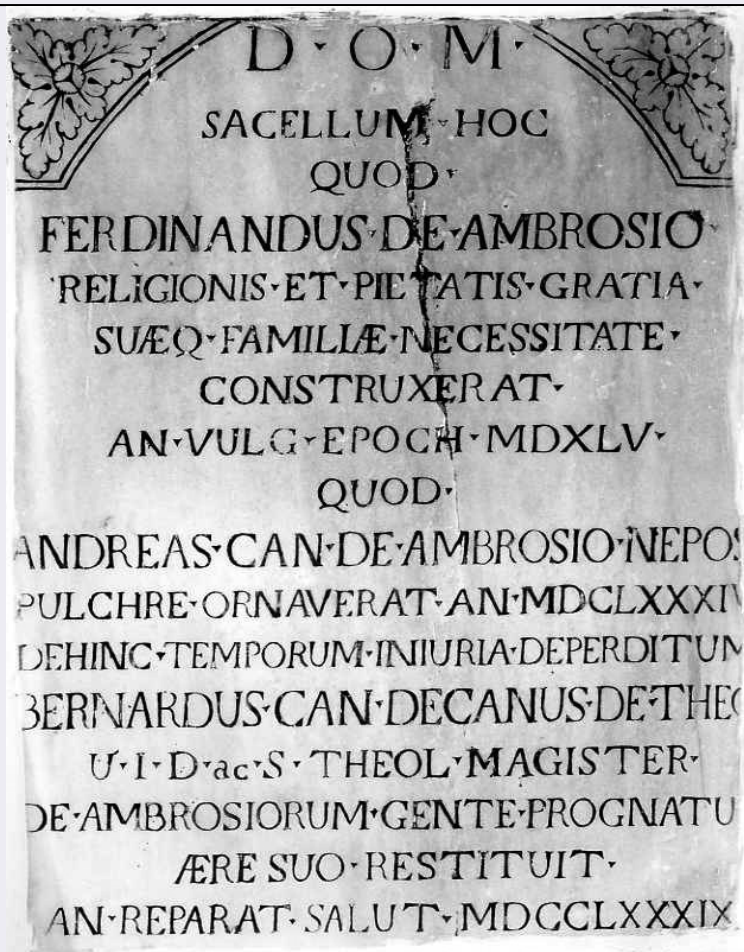 D · O · M ·
SACELLUM · HOC
QUOD ·
FERDINANDUS · DE · AMBROSIO ·
RELIGIONIS · ET · PIETATIS · GRATIA ·
SUÆQ · FAMILIÆ · NECESSITATE ·
CONSTRUXERAT ·
AN · VULG · EPOCH · MDXLV ·
QUOD ·
ANDREAS · CAN · DE · AMBROSIO · NEPOS
PULCHRE · ORNAVERAT · AN · MDCLXXXIV
DEHINC · TEMPORUM · INIURIA · DEPERDITUM
BERNARDUS · CAN · DECANUS · DE · THEO
U · I · D · ac · S · THEOL · MAGISTER ·
DE · AMBROSIORUM · GENTE · PROGNATU
ÆRE SUO · RESTITUIT ·
AN · REPARAT · SALUT · MDCCLXXXIX